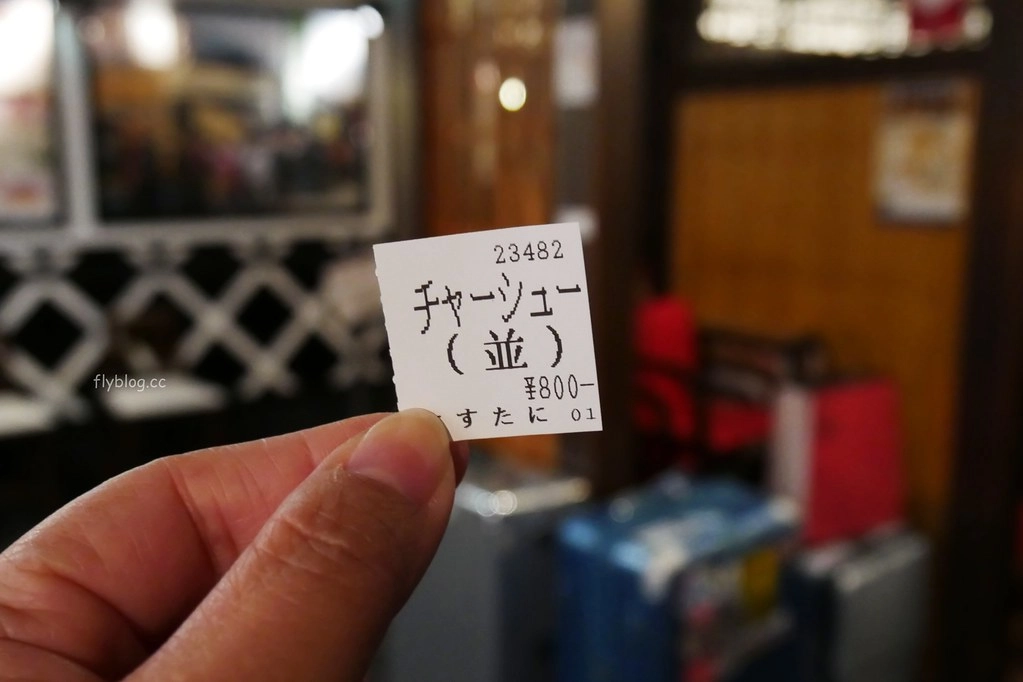 23482
チャーシュー
(並)
¥800-
すたに 01
flyblog.cc